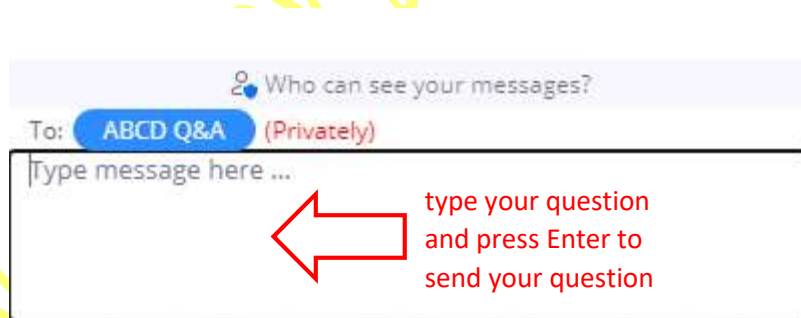 Who can see your messages?
To: ABCD Q&A (Privately)
Type message here ...
type your question
and press Enter to
send your question